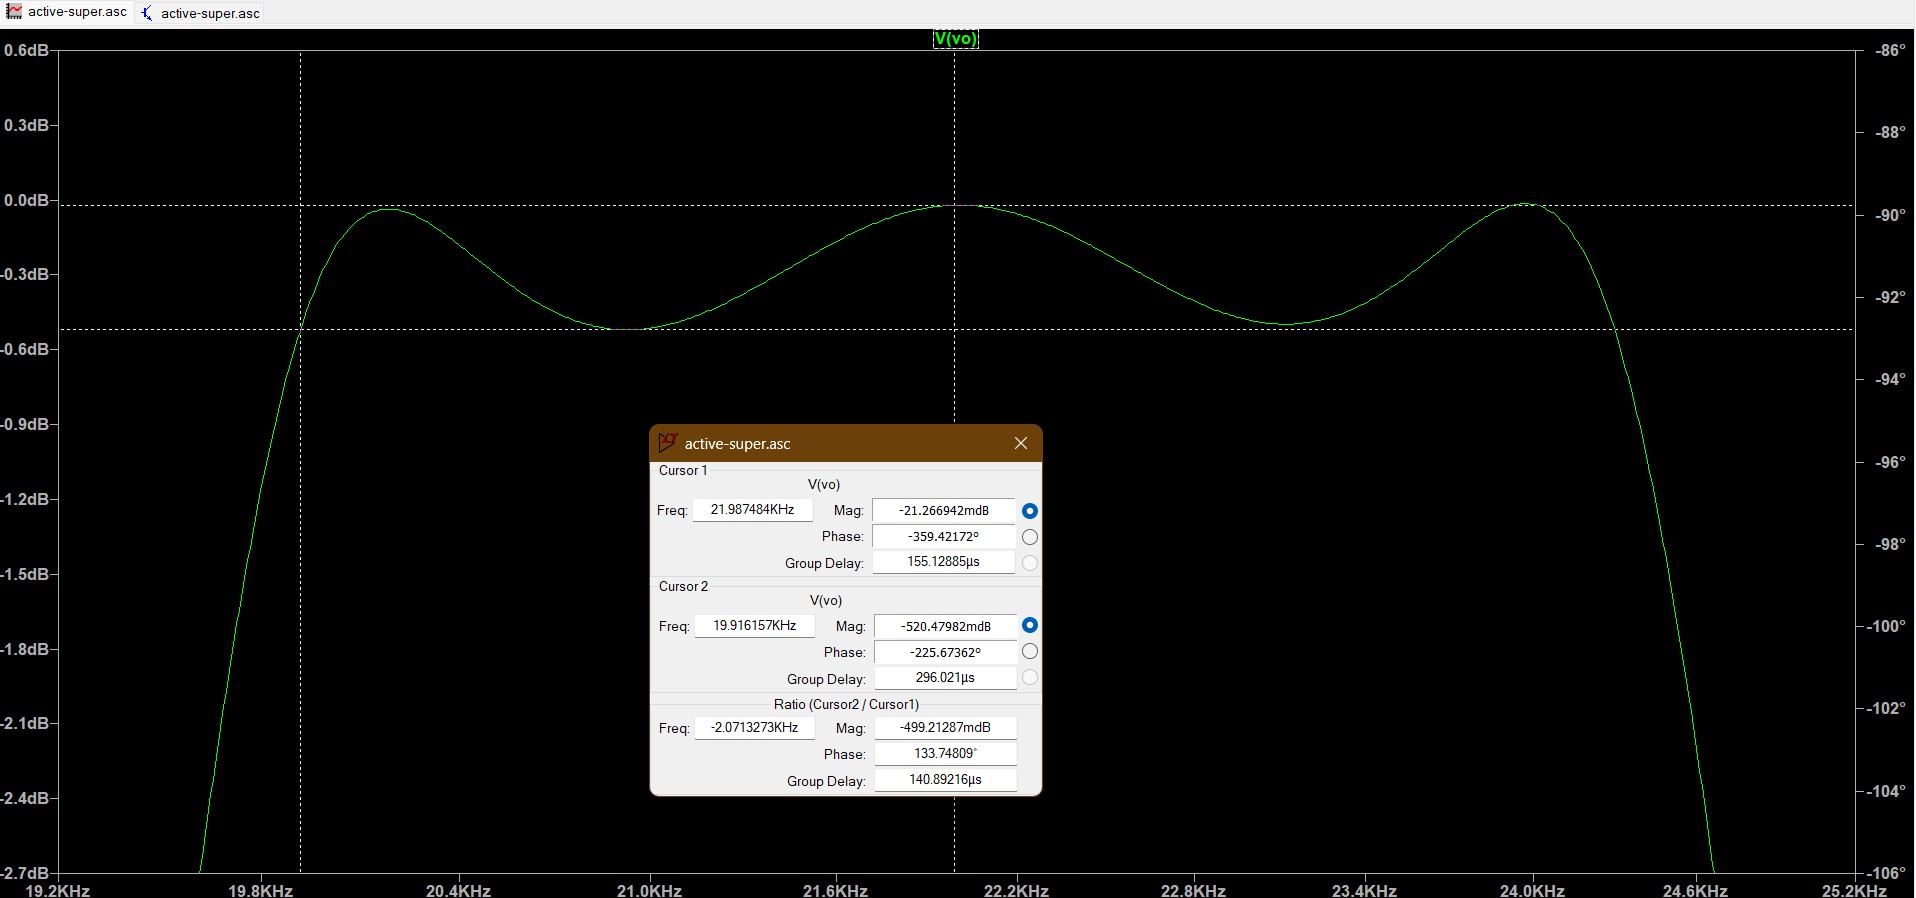 active-super.asc active-super.asc
V(vo)
0.6dB -86°
0.3dB -88°
0.0dB -90°
-0.3dB -92°
-0.6dB -94°
-0.9dB -96°
-1.2dB -98°
-1.5dB -100°
-1.8dB -102°
-2.1dB -104°
-2.4dB -106°
-2.7dB
19.2KHz 19.8KHz 20.4KHz 21.0KHz 21.6KHz 22.2KHz 22.8KHz 23.4KHz 24.0KHz 24.6KHz 25.2KHz
active-super.asc
Cursor 1
V(vo)
Freq: 21.987484KHz Mag: -21.266942mdB
Phase: -359.42172°
Group Delay: 155.12885µs
Cursor 2
V(vo)
Freq: 19.916157KHz Mag: -520.47982mdB
Phase: -225.67362°
Group Delay: 296.021µs
Ratio (Cursor2 / Cursor1)
Freq: -2.0713273KHz Mag: -499.21287mdB
Phase: 133.74809°
Group Delay: 140.89216µs